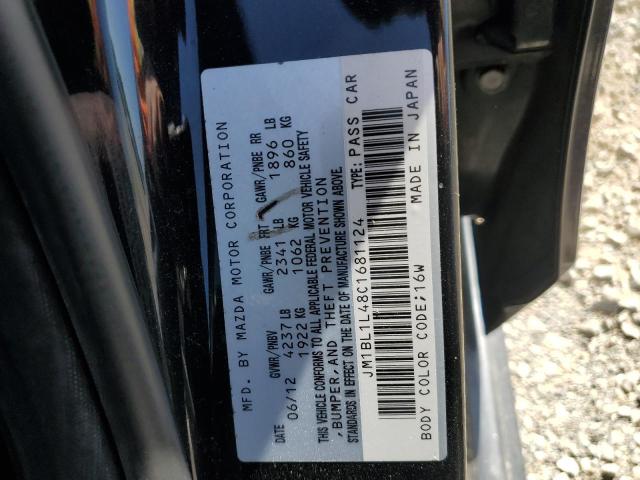 MFD. BY MAZDA MOTOR CORPORATION
DATE GVWR/PNBV GAWR/PNBE FRT GAWR/PNBE RR
06/12 4237 LB 2341 LB 1896 LB
1922 KG 1062 KG 860 KG
THIS VEHICLE CONFORMS TO ALL APPLICABLE FEDERAL MOTOR VEHICLE SAFETY
,BUMPER,AND THEFT PREVENTION
STANDARDS IN EFFECT ON THE DATE OF MANUFACTURE SHOWN ABOVE
JM1BL1L48C1681124 TYPE: PASS CAR
BODY COLOR CODE;16W MADE IN JAPAN